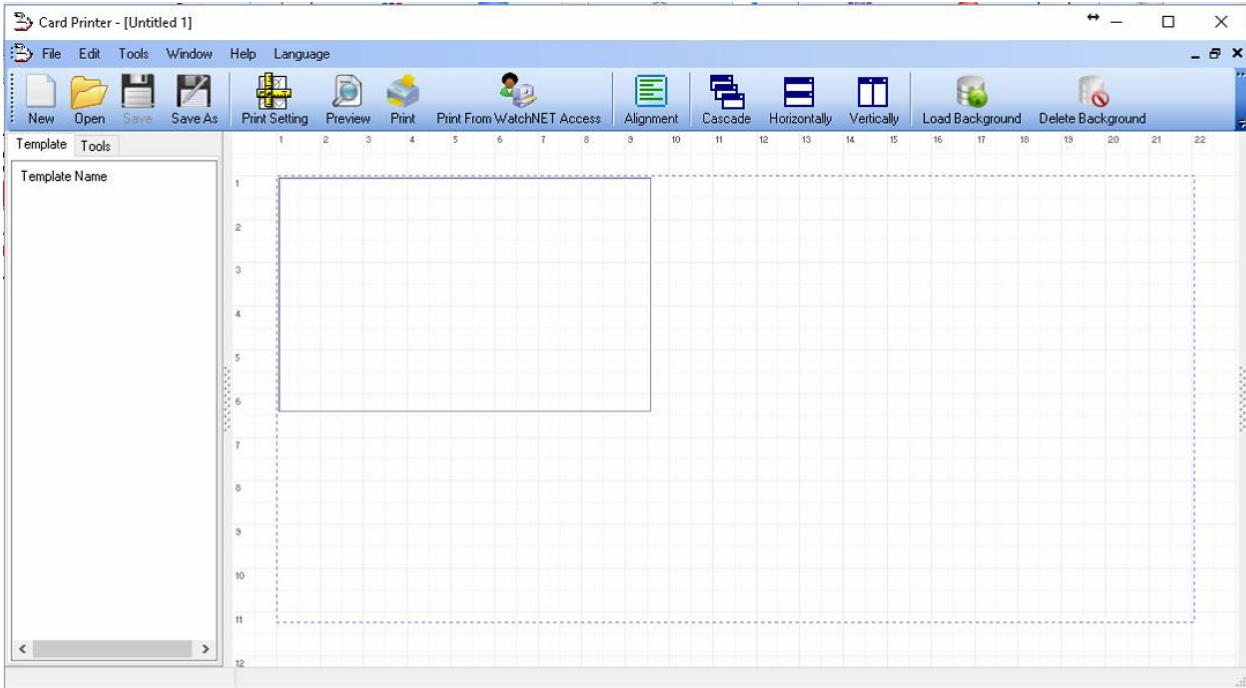 Card Printer - [Untitled 1]
File Edit Tools Window Help Language
New Open Save Save As Print Setting Preview Print Print From WatchNET Access Alignment Cascade Horizontally Vertically Load Background Delete Background
Template Tools
Template Name
1 2 3 4 5 6 7 8 9 10 11 12 13 14 15 16 17 18 19 20 21 22
1
2
3
4
5
6
7
8
9
10
11
12